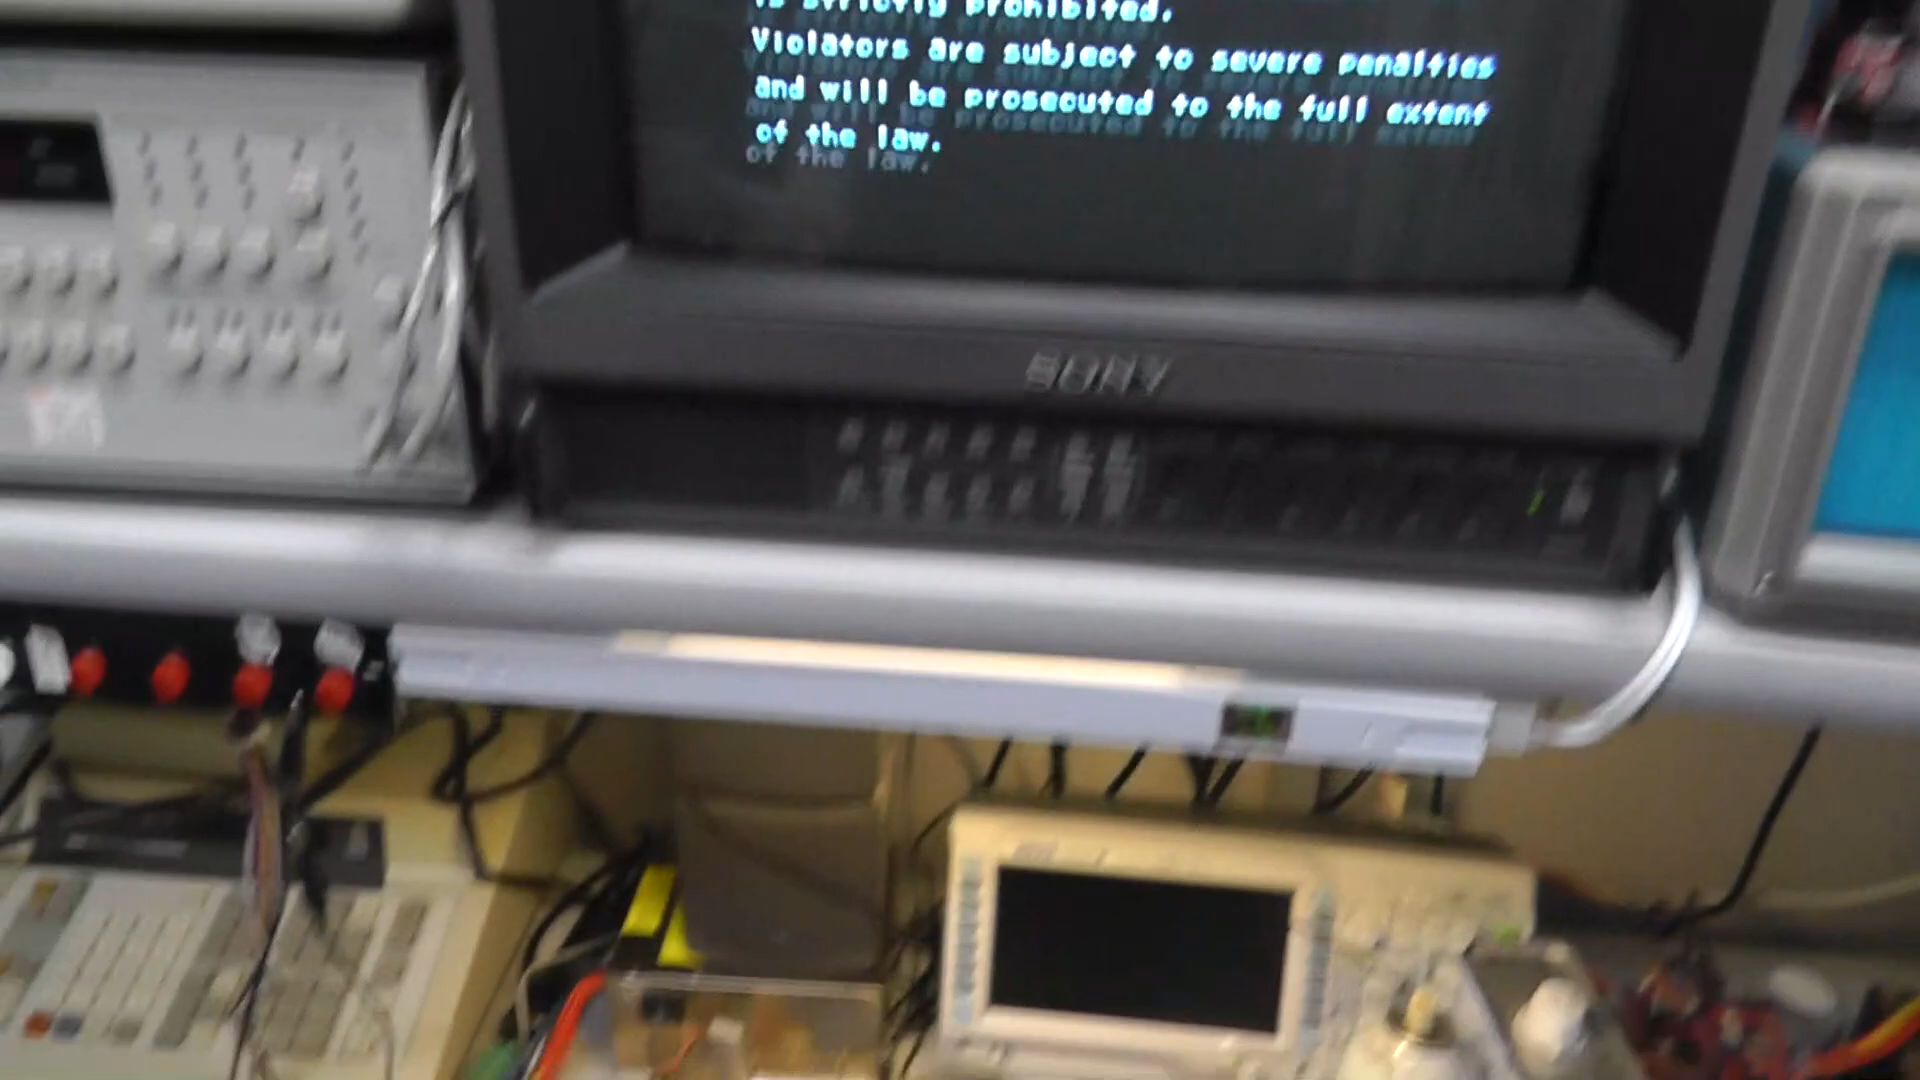 is strictly prohibited.
Violators are subject to severe penalties
and will be prosecuted to the full extent
of the law.
SONY